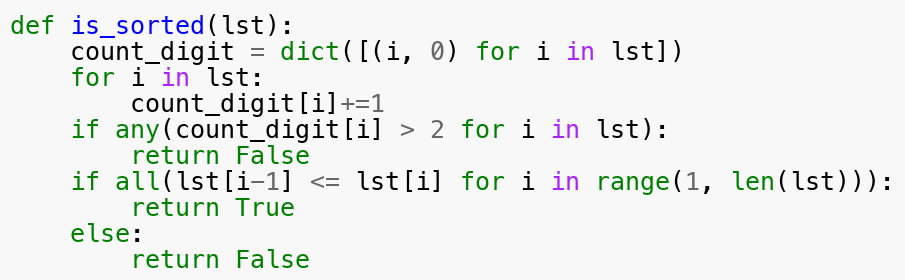 def is_sorted(lst):
    count_digit = dict([(i, 0) for i in lst])
    for i in lst:
        count_digit[i]+=1
    if any(count_digit[i] > 2 for i in lst):
        return False
    if all(lst[i-1] <= lst[i] for i in range(1, len(lst))):
        return True
    else:
        return False